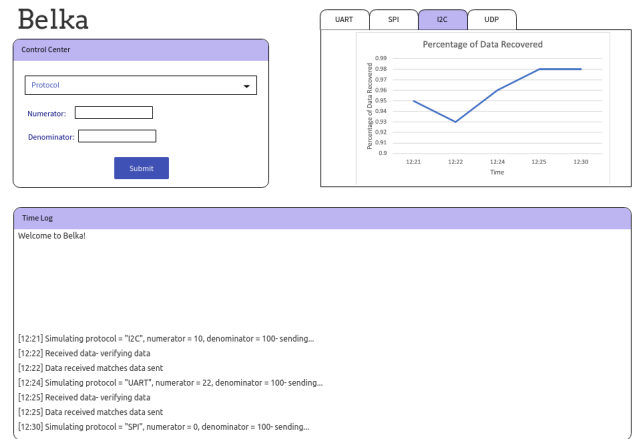 Belka
Control Center
Protocol
Numerator:
Denominator:
Submit
UART SPI I2C UDP
Percentage of Data Recovered
Percentage of Data Recovered
0.99
0.98
0.97
0.96
0.95
0.94
0.93
0.92
0.91
0.9
12:21 12:22 12:24 12:25 12:30
Time
Time Log
Welcome to Belka!
[12:21] Simulating protocol = "I2C", numerator = 10, denominator = 100- sending...
[12:22] Received data- verifying data
[12:22] Data received matches data sent
[12:24] Simulating protocol = "UART", numerator = 22, denominator = 100- sending...
[12:25] Received data- verifying data
[12:25] Data received matches data sent
[12:30] Simulating protocol = "SPI", numerator = 0, denominator = 100- sending...